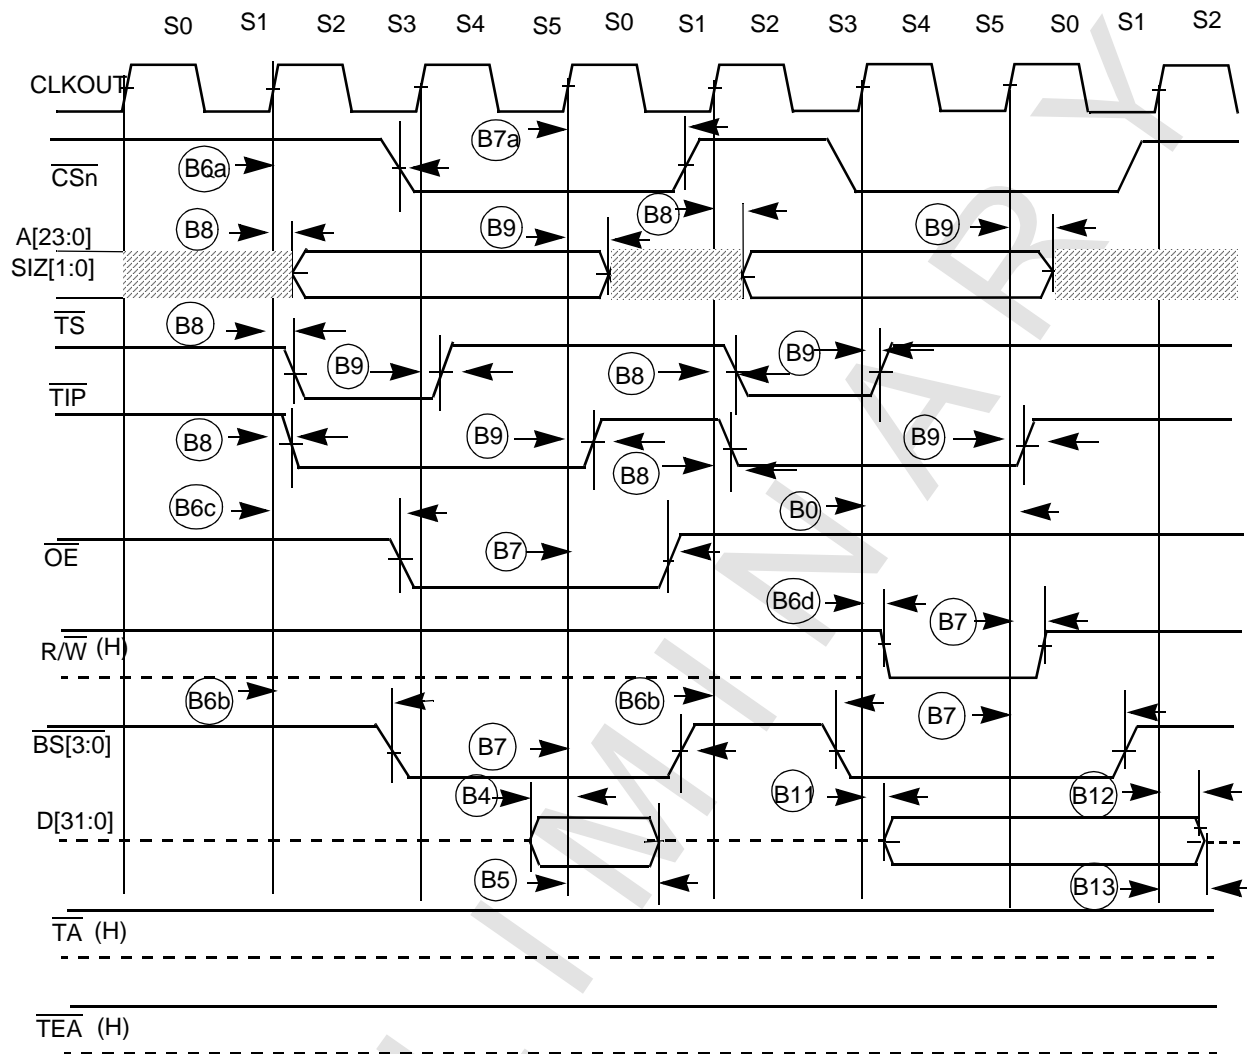 S0 S1 S2 S3 S4 S5 S0 S1 S2 S3 S4 S5 S0 S1 S2
CLKOUT
B7a
B6a
CSn
B8 B9 B8 B9
A[23:0]
SIZ[1:0]
TS
B8
B9 B8 B9
TIP
B8 B9 B8 B9
B6c B0
OE
B7
B6d B7
R/W (H)
B6b B6b B7
BS[3:0]
B7
B4 B11 B12
D[31:0]
B5 B13
TA (H)
TEA (H)
IMINARY